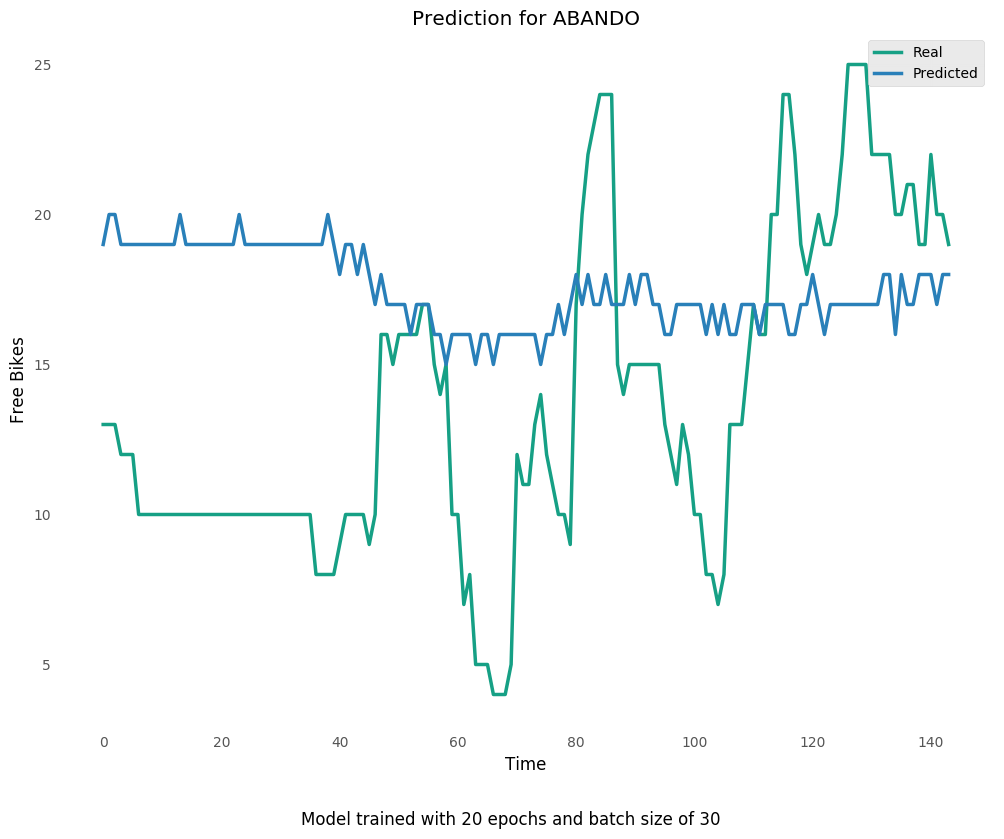 Prediction for ABANDO
Real
Predicted
25
20
15
10
5
Free Bikes
0 20 40 60 80 100 120 140
Time
Model trained with 20 epochs and batch size of 30